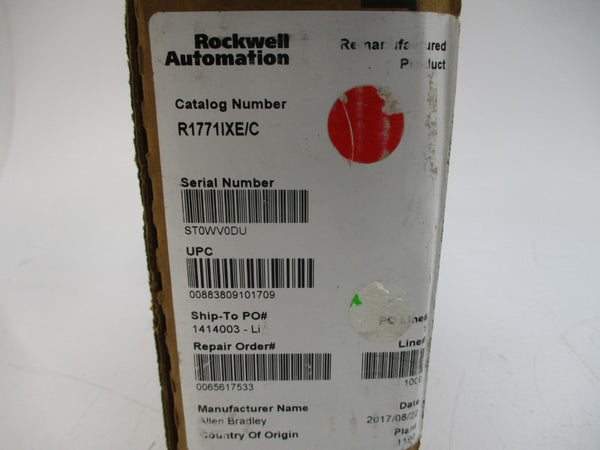 Rockwell
Automation
Remanufactured
Product
Catalog Number
R1771IXE/C
Serial Number
ST0WV0DU
UPC
00883809101709
Ship-To PO#
1414003 - Li
PO Line#
Repair Order#
Line#
0065617533
Manufacturer Name
Allen Bradley
Date
Country Of Origin
Plant